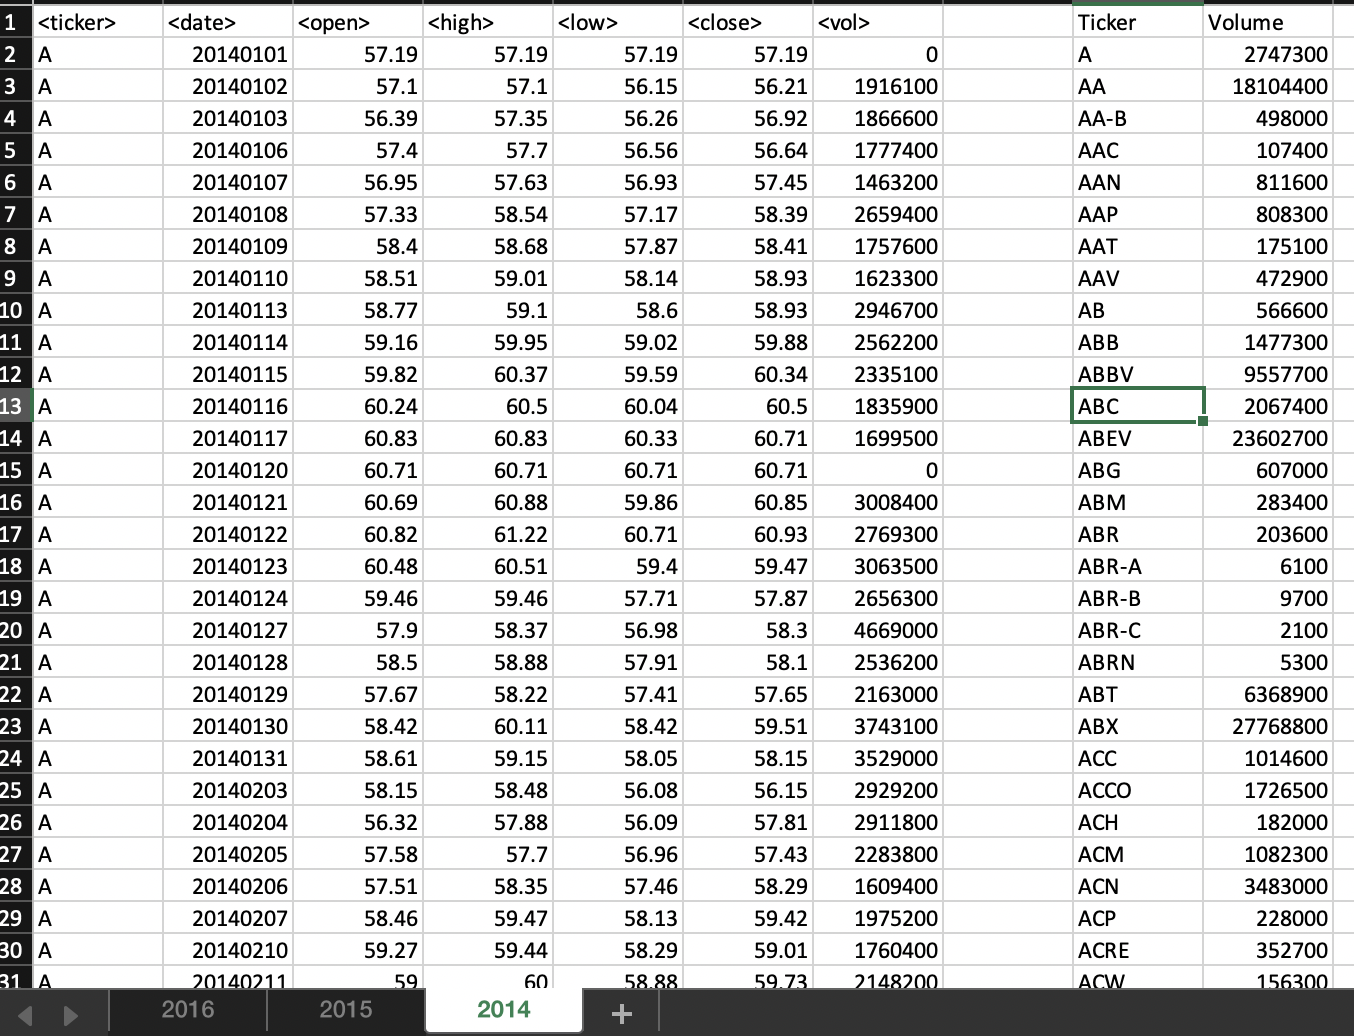 1 <ticker> <date> <open> <high> <low> <close> <vol> Ticker Volume
2 A 20140101 57.19 57.19 57.19 57.19 0 A 2747300
3 A 20140102 57.1 57.1 56.15 56.21 1916100 AA 18104400
4 A 20140103 56.39 57.35 56.26 56.92 1866600 AA-B 498000
5 A 20140106 57.4 57.7 56.56 56.64 1777400 AAC 107400
6 A 20140107 56.95 57.63 56.93 57.45 1463200 AAN 811600
7 A 20140108 57.33 58.54 57.17 58.39 2659400 AAP 808300
8 A 20140109 58.4 58.68 57.87 58.41 1757600 AAT 175100
9 A 20140110 58.51 59.01 58.14 58.93 1623300 AAV 472900
10 A 20140113 58.77 59.1 58.6 58.93 2946700 AB 566600
11 A 20140114 59.16 59.95 59.02 59.88 2562200 ABB 1477300
12 A 20140115 59.82 60.37 59.59 60.34 2335100 ABBV 9557700
13 A 20140116 60.24 60.5 60.04 60.5 1835900 ABC 2067400
14 A 20140117 60.83 60.83 60.33 60.71 1699500 ABEV 23602700
15 A 20140120 60.71 60.71 60.71 60.71 0 ABG 607000
16 A 20140121 60.69 60.88 59.86 60.85 3008400 ABM 283400
17 A 20140122 60.82 61.22 60.71 60.93 2769300 ABR 203600
18 A 20140123 60.48 60.51 59.4 59.47 3063500 ABR-A 6100
19 A 20140124 59.46 59.46 57.71 57.87 2656300 ABR-B 9700
20 A 20140127 57.9 58.37 56.98 58.3 4669000 ABR-C 2100
21 A 20140128 58.5 58.88 57.91 58.1 2536200 ABRN 5300
22 A 20140129 57.67 58.22 57.41 57.65 2163000 ABT 6368900
23 A 20140130 58.42 60.11 58.42 59.51 3743100 ABX 27768800
24 A 20140131 58.61 59.15 58.05 58.15 3529000 ACC 1014600
25 A 20140203 58.15 58.48 56.08 56.15 2929200 ACCO 1726500
26 A 20140204 56.32 57.88 56.09 57.81 2911800 ACH 182000
27 A 20140205 57.58 57.7 56.96 57.43 2283800 ACM 1082300
28 A 20140206 57.51 58.35 57.46 58.29 1609400 ACN 3483000
29 A 20140207 58.46 59.47 58.13 59.42 1975200 ACP 228000
30 A 20140210 59.27 59.44 58.29 59.01 1760400 ACRE 352700
31 A 20140211 59 60 58.88 59.73 2148200 ACW 156300
2016 2015 2014 +